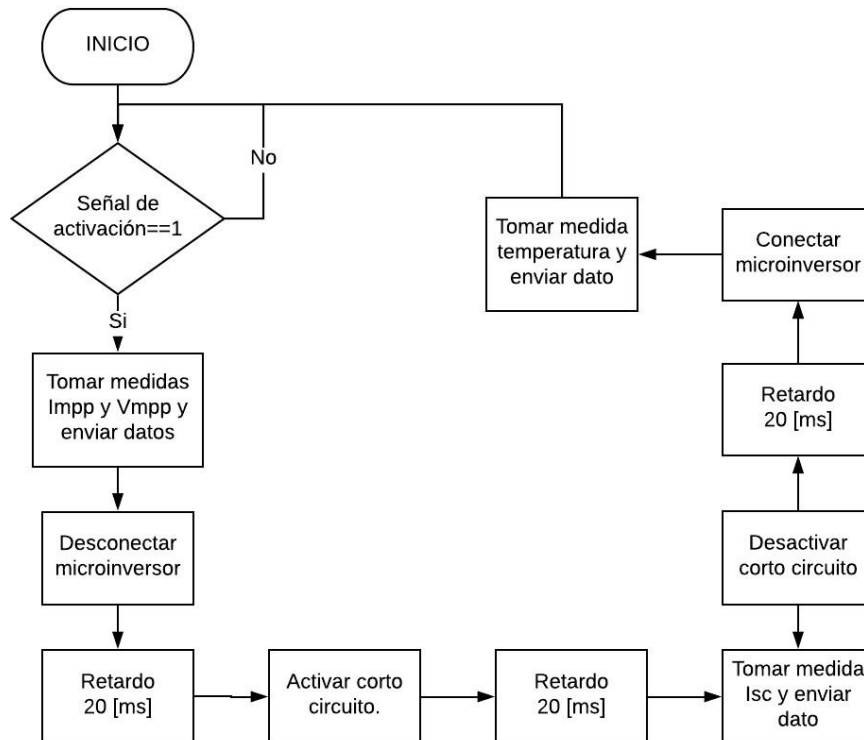 INICIO
No
Señal de
activación==1
Si
Tomar medidas
Impp y Vmpp y
enviar datos
Desconectar
microinversor
Retardo
20 [ms]
Activar corto
circuito.
Retardo
20 [ms]
Tomar medida
Isc y enviar
dato
Desactivar
corto circuito
Retardo
20 [ms]
Conectar
microinversor
Tomar medida
temperatura y
enviar dato